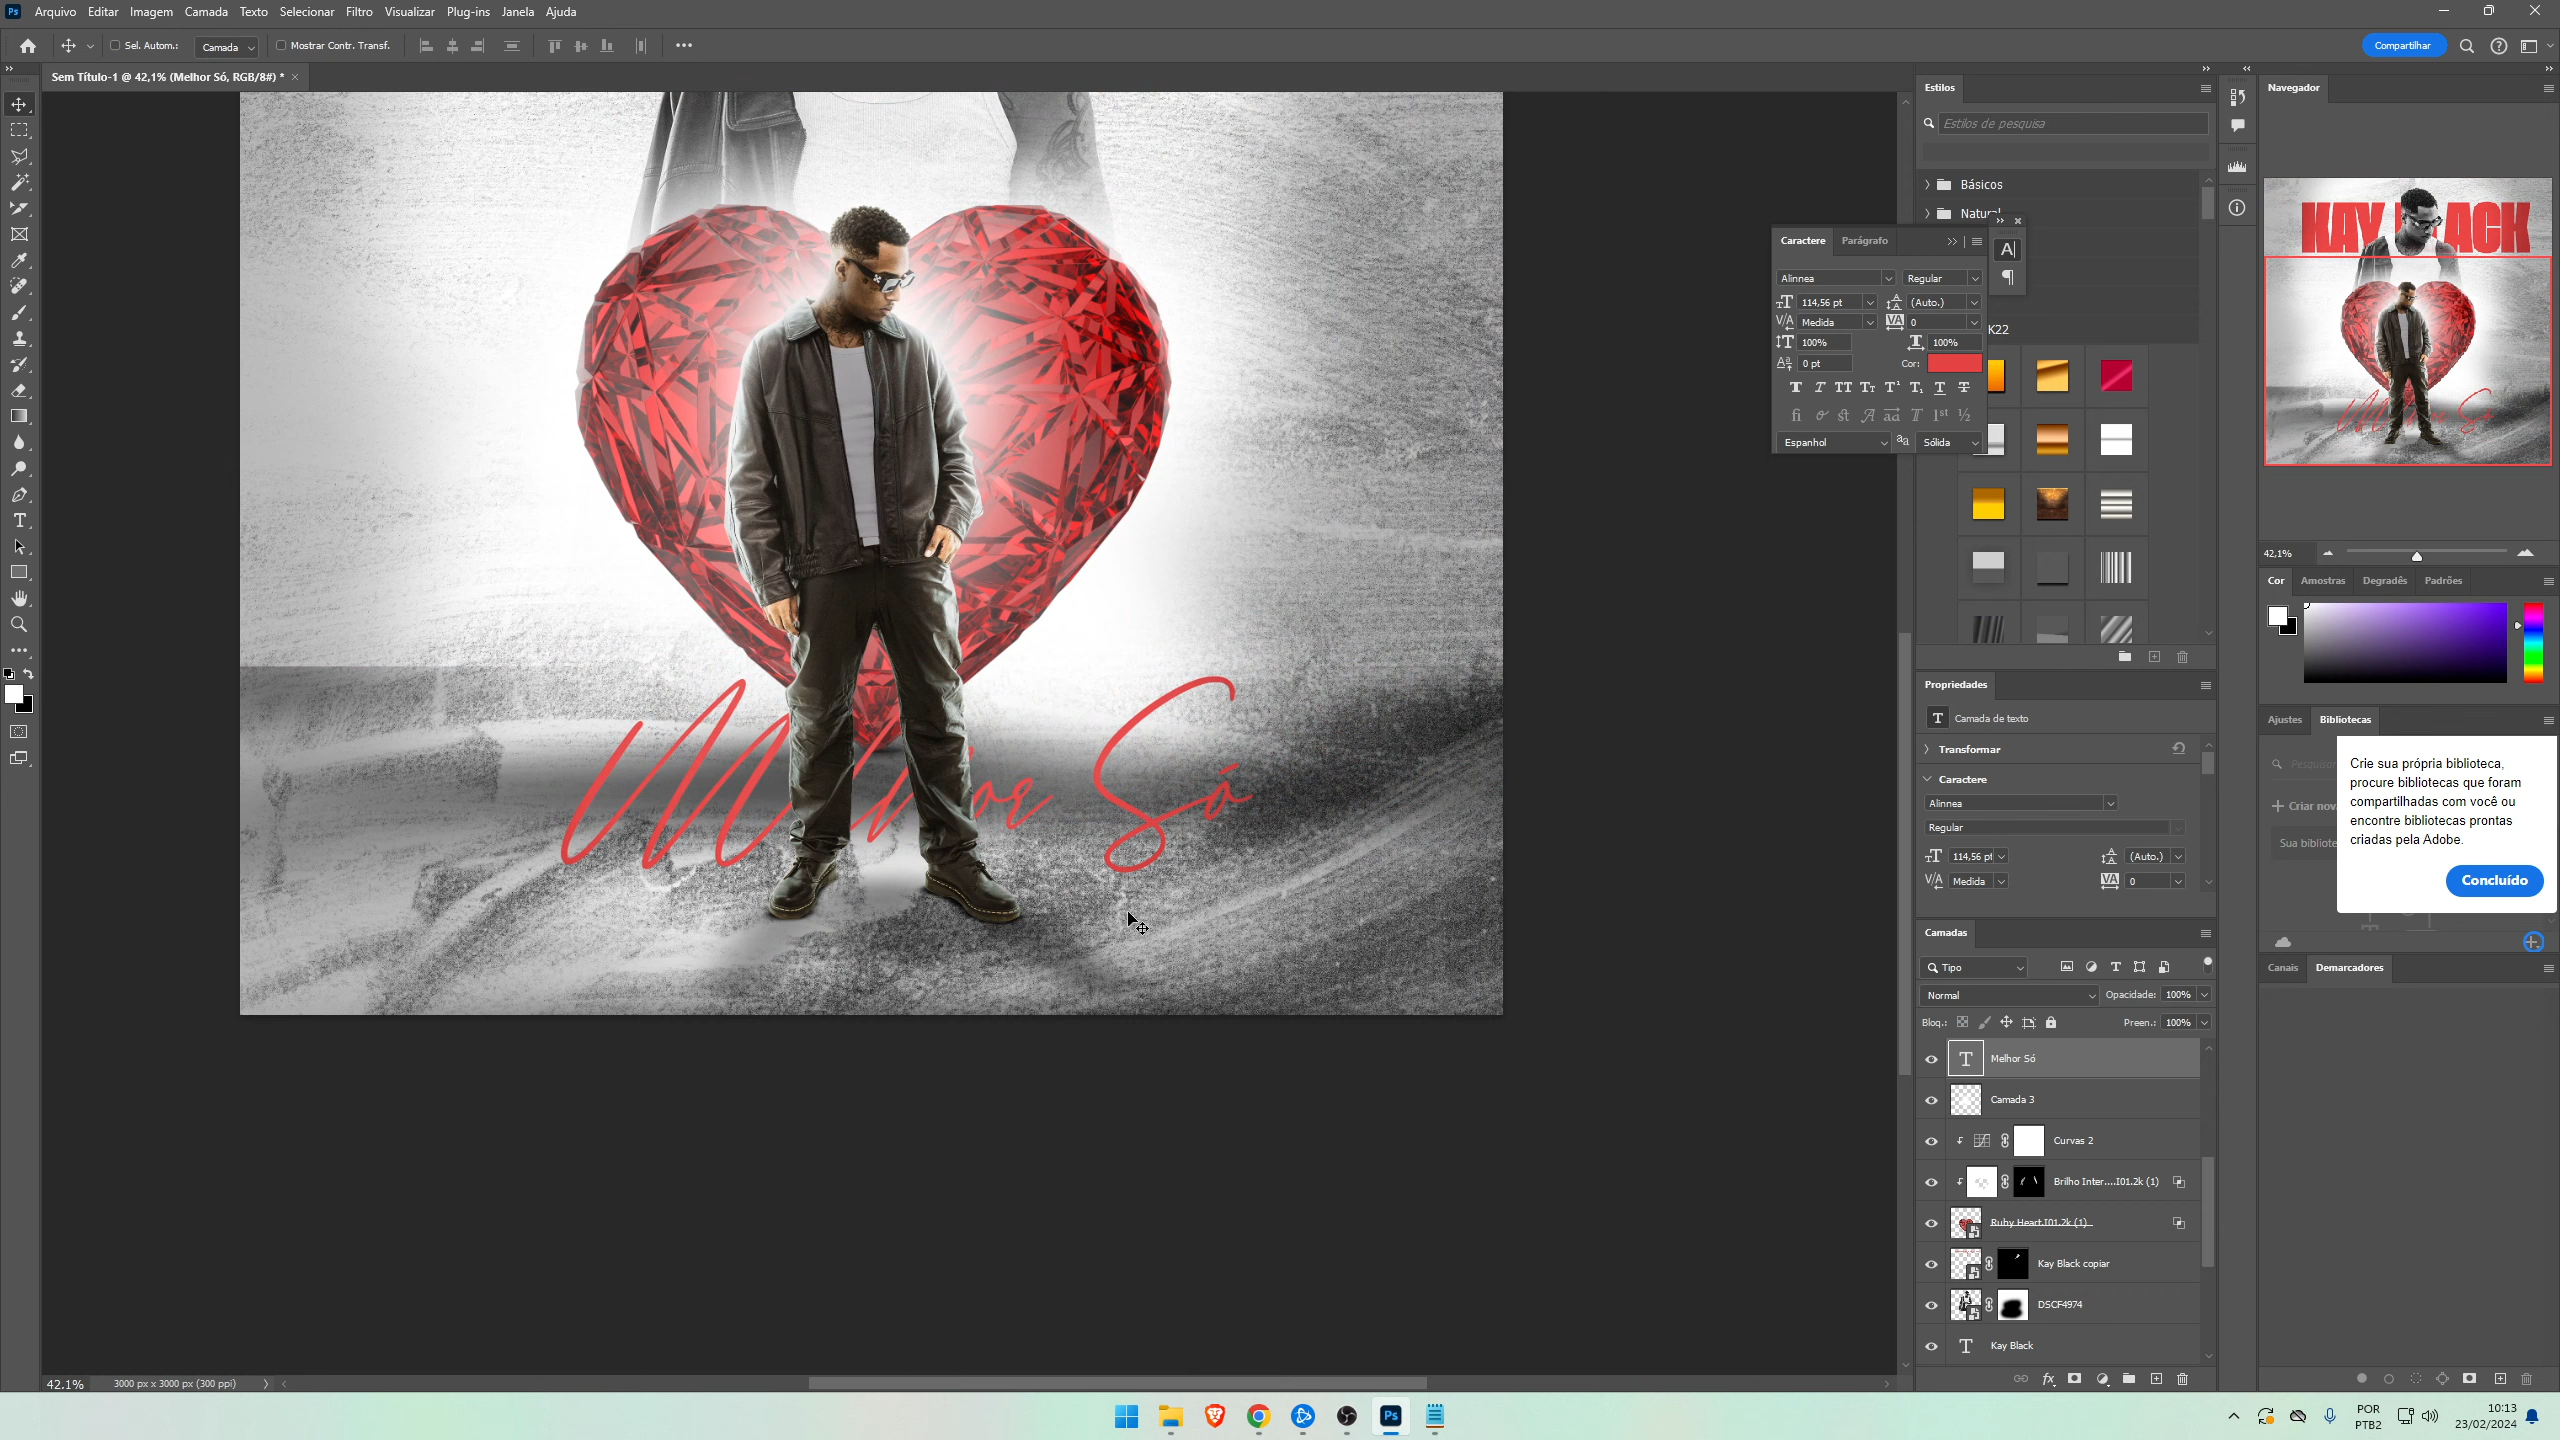 Ps Arquivo Editar Imagem Camada Texto Selecionar Filtro Visualizar Plug-ins Janela Ajuda
Sel. Autom.: Camada Mostrar Contr. Transf. Compartilhar
Sem Título-1 @ 42,1% (Melhor Só, RGB/8#) *
Estilos
Estilos de pesquisa
Básicos
Natural
K22
Caractere Parágrafo
Alinnea Regular
114,56 pt (Auto.)
Medida 0
100% 100%
0 pt Cor:
Espanhol Sólida
Navegador
KAY BLACK
42,1%
Cor Amostras Degradês Padrões
Propriedades
Camada de texto
Transformar
Caractere
Alinnea
Regular
114,56 pt (Auto.)
Medida 0
Ajustes Bibliotecas
Criar nov
Sua bibliote
Crie sua própria biblioteca,
procure bibliotecas que foram
compartilhadas com você ou
encontre bibliotecas prontas
criadas pela Adobe.
Concluído
Camadas
Tipo
Normal Opacidade: 100%
Bloq.: Preen.: 100%
Melhor Só
Camada 3
Curvas 2
Brilho Inter....I01.2k (1)
Ruby Heart.I01.2k (1)
Kay Black copiar
DSCF4974
Kay Black
Canais Demarcadores
Só
42,1% 3000 px x 3000 px (300 ppi)
Ps
POR
PTB2
10:13
23/02/2024